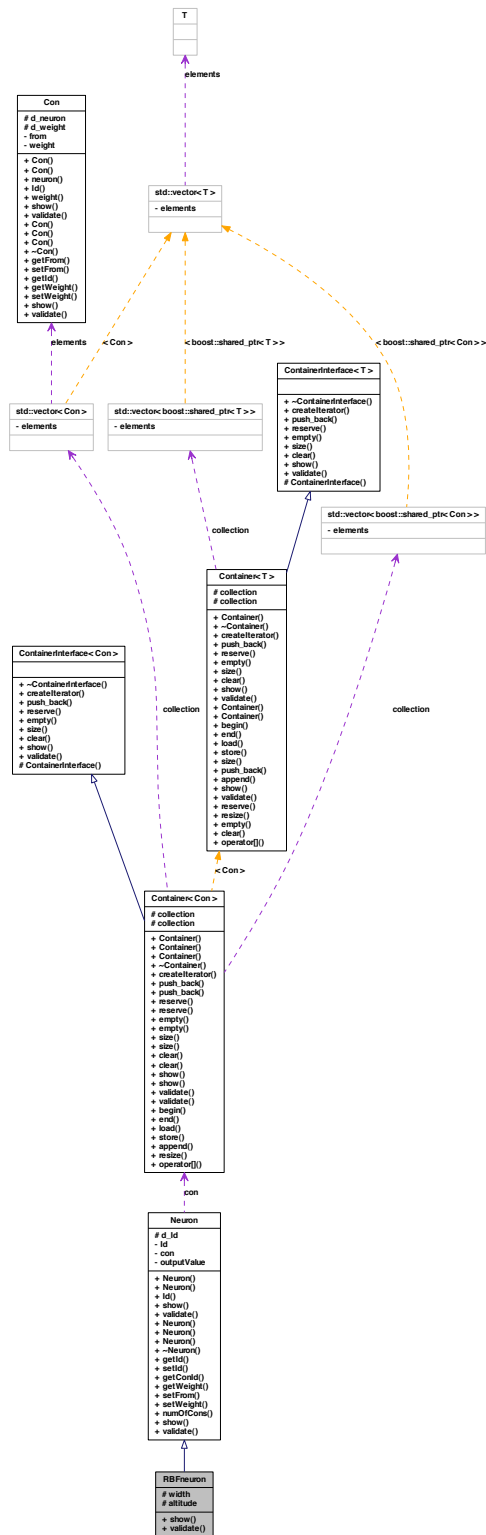 T
elements
Con
# d_neuron
# d_weight
- from
- weight
+ Con()
+ Con()
+ neuron()
+ Id()
+ weight()
+ show()
+ validate()
+ Con()
+ Con()
+ Con()
+ ~Con()
+ getFrom()
+ setFrom()
+ getId()
+ getWeight()
+ setWeight()
+ show()
+ validate()
std::vector< T >
- elements
elements
< Con >
< boost::shared_ptr< T >>
< boost::shared_ptr< Con >>
ContainerInterface< T >
+ ~ContainerInterface()
+ createIterator()
+ push_back()
+ reserve()
+ empty()
+ size()
+ clear()
+ show()
+ validate()
# ContainerInterface()
std::vector< Con >
- elements
std::vector< boost::shared_ptr< T >>
- elements
std::vector< boost::shared_ptr< Con >>
- elements
collection
Container< T >
# collection
# collection
+ Container()
+ ~Container()
+ createIterator()
+ push_back()
+ reserve()
+ empty()
+ size()
+ clear()
+ show()
+ validate()
+ Container()
+ Container()
+ begin()
+ end()
+ load()
+ store()
+ size()
+ push_back()
+ append()
+ show()
+ validate()
+ reserve()
+ resize()
+ empty()
+ clear()
+ operator[]()
ContainerInterface< Con >
+ ~ContainerInterface()
+ createIterator()
+ push_back()
+ reserve()
+ empty()
+ size()
+ clear()
+ show()
+ validate()
# ContainerInterface()
collection
collection
< Con >
Container< Con >
# collection
# collection
+ Container()
+ Container()
+ Container()
+ ~Container()
+ createIterator()
+ push_back()
+ push_back()
+ reserve()
+ reserve()
+ empty()
+ empty()
+ size()
+ size()
+ clear()
+ clear()
+ show()
+ show()
+ validate()
+ validate()
+ begin()
+ end()
+ load()
+ store()
+ append()
+ resize()
+ operator[]()
con
Neuron
# d_Id
- Id
- con
- outputValue
+ Neuron()
+ Neuron()
+ Id()
+ show()
+ validate()
+ Neuron()
+ Neuron()
+ Neuron()
+ ~Neuron()
+ getId()
+ setId()
+ getConId()
+ getWeight()
+ setFrom()
+ setWeight()
+ numOfCons()
+ show()
+ validate()
RBFneuron
# width
# altitude
+ show()
+ validate()